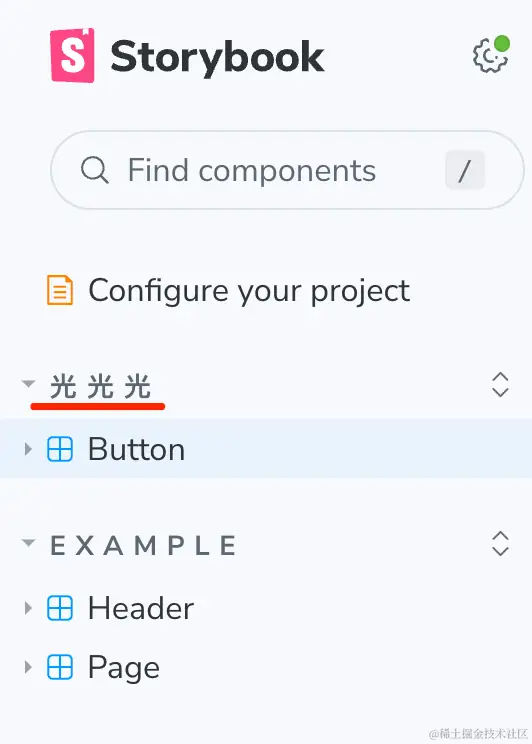 S Storybook
Find components /
Configure your project
光光光
Button
EXAMPLE
Header
Page
@稀土掘金技术社区